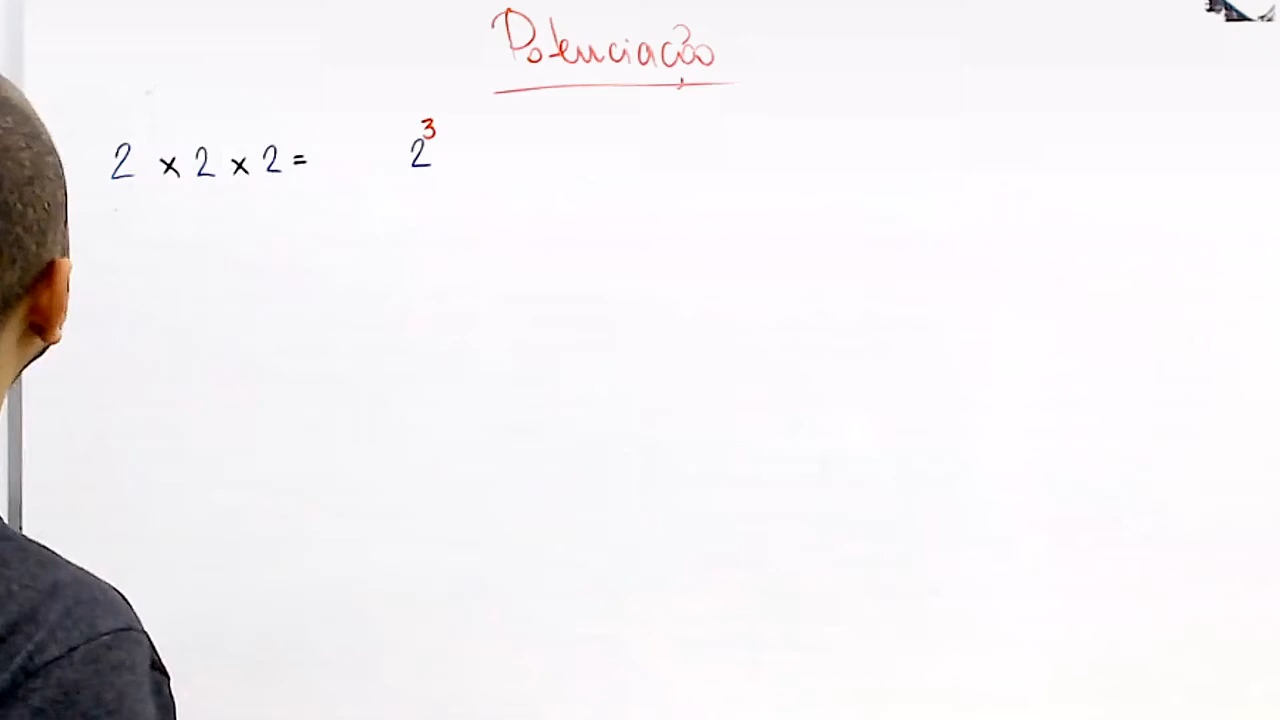 Potenciação
2 × 2 × 2 = 2³